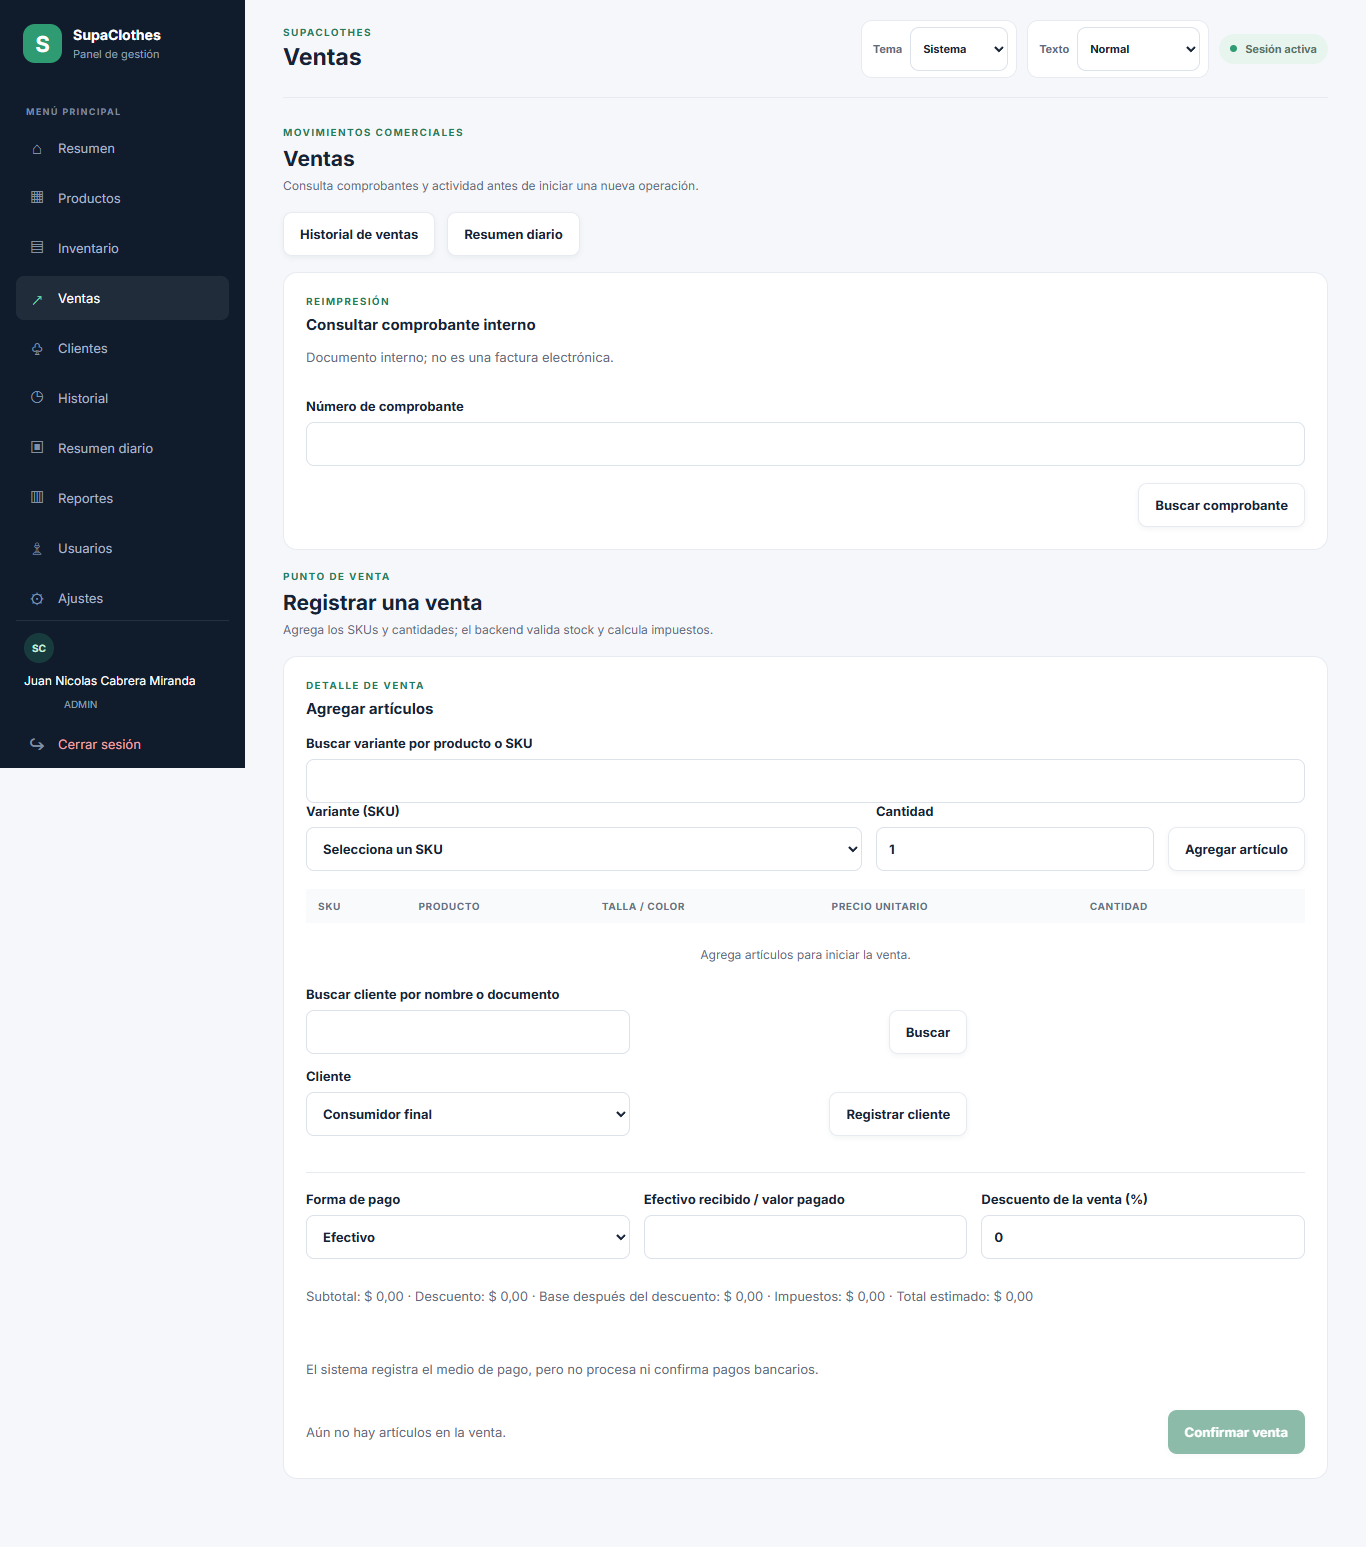 S
SupaClothes
Panel de gestión
MENÚ PRINCIPAL
Resumen
Productos
Inventario
Ventas
Clientes
Historial
Resumen diario
Reportes
Usuarios
Ajustes
SC
Juan Nicolas Cabrera Miranda
ADMIN
Cerrar sesión
SUPACLOTHES
Ventas
Tema
Sistema
Texto
Normal
Sesión activa
MOVIMIENTOS COMERCIALES
Ventas
Consulta comprobantes y actividad antes de iniciar una nueva operación.
Historial de ventas
Resumen diario
REIMPRESIÓN
Consultar comprobante interno
Documento interno; no es una factura electrónica.
Número de comprobante
Buscar comprobante
PUNTO DE VENTA
Registrar una venta
Agrega los SKUs y cantidades; el backend valida stock y calcula impuestos.
DETALLE DE VENTA
Agregar artículos
Buscar variante por producto o SKU
Variante (SKU)
Cantidad
Selecciona un SKU
1
Agregar artículo
SKU PRODUCTO TALLA / COLOR PRECIO UNITARIO CANTIDAD
Agrega artículos para iniciar la venta.
Buscar cliente por nombre o documento
Buscar
Cliente
Consumidor final
Registrar cliente
Forma de pago
Efectivo recibido / valor pagado
Descuento de la venta (%)
Efectivo
0
Subtotal: $ 0,00 · Descuento: $ 0,00 · Base después del descuento: $ 0,00 · Impuestos: $ 0,00 · Total estimado: $ 0,00
El sistema registra el medio de pago, pero no procesa ni confirma pagos bancarios.
Aún no hay artículos en la venta.
Confirmar venta